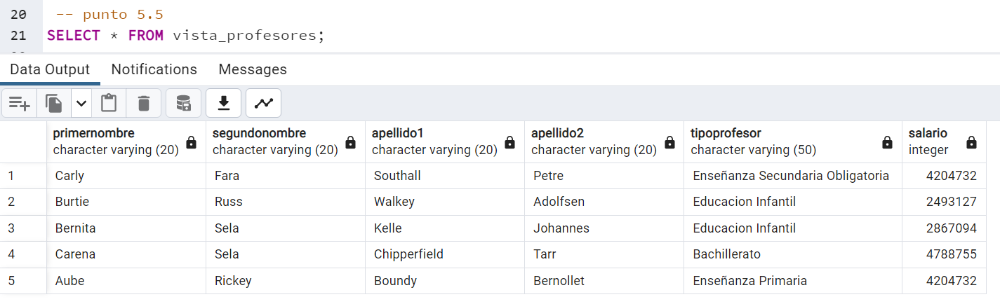 20 -- punto 5.5
21 SELECT * FROM vista_profesores;
Data Output Notifications Messages
primernombre segundonombre apellido1 apellido2 tipoprofesor salario
character varying (20) character varying (20) character varying (20) character varying (20) character varying (50) integer
1 Carly Fara Southall Petre Enseñanza Secundaria Obligatoria 4204732
2 Burtie Russ Walkey Adolfsen Educacion Infantil 2493127
3 Bernita Sela Kelle Johannes Educacion Infantil 2867094
4 Carena Sela Chipperfield Tarr Bachillerato 4788755
5 Aube Rickey Boundy Bernollet Enseñanza Primaria 4204732